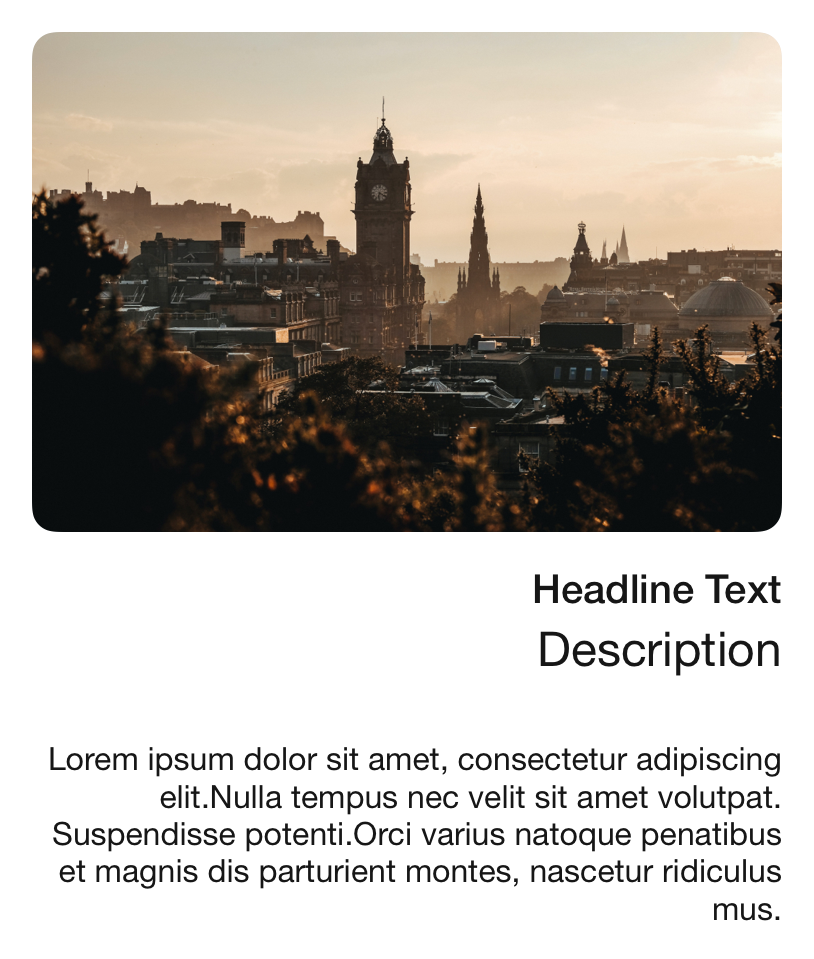 Headline Text
Description
Lorem ipsum dolor sit amet, consectetur adipiscing
elit.Nulla tempus nec velit sit amet volutpat.
Suspendisse potenti.Orci varius natoque penatibus
et magnis dis parturient montes, nascetur ridiculus
mus.